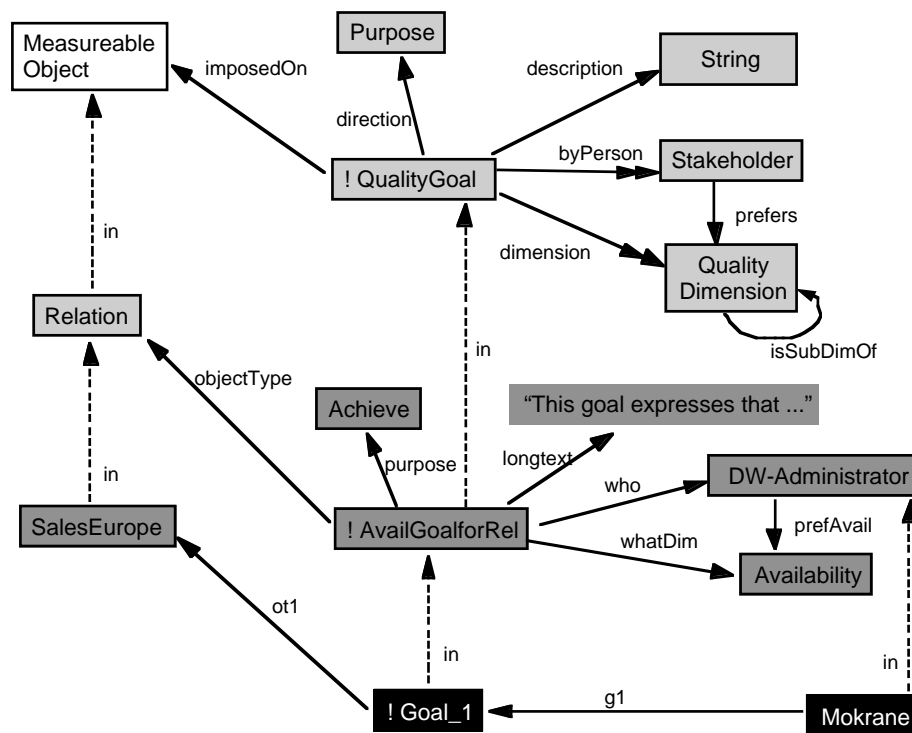 Measureable
Object
Purpose
String
imposedOn
description
direction
byPerson
Stakeholder
! QualityGoal
prefers
in
dimension
Quality
Dimension
Relation
in
isSubDimOf
objectType
Achieve
“This goal expresses that ...”
in
purpose
longtext
who
DW-Administrator
SalesEurope
! AvailGoalforRel
prefAvail
whatDim
Availability
ot1
in
in
g1
! Goal_1
Mokrane